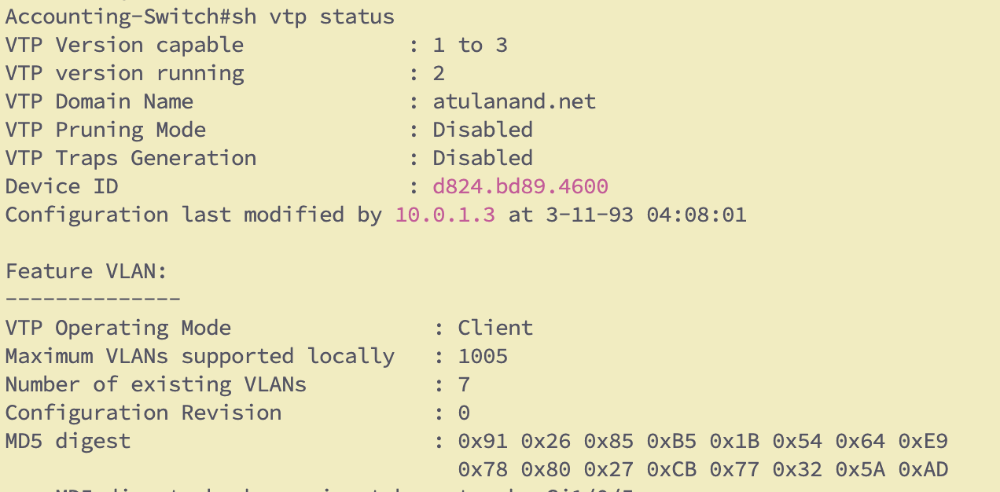 Accounting-Switch#sh vtp status
VTP Version capable : 1 to 3
VTP version running : 2
VTP Domain Name : atulanand.net
VTP Pruning Mode : Disabled
VTP Traps Generation : Disabled
Device ID : d824.bd89.4600
Configuration last modified by 10.0.1.3 at 3-11-93 04:08:01
Feature VLAN:
--------------
VTP Operating Mode : Client
Maximum VLANs supported locally : 1005
Number of existing VLANs : 7
Configuration Revision : 0
MD5 digest : 0x91 0x26 0x85 0xB5 0x1B 0x54 0x64 0xE9
0x78 0x80 0x27 0xCB 0x77 0x32 0x5A 0xAD